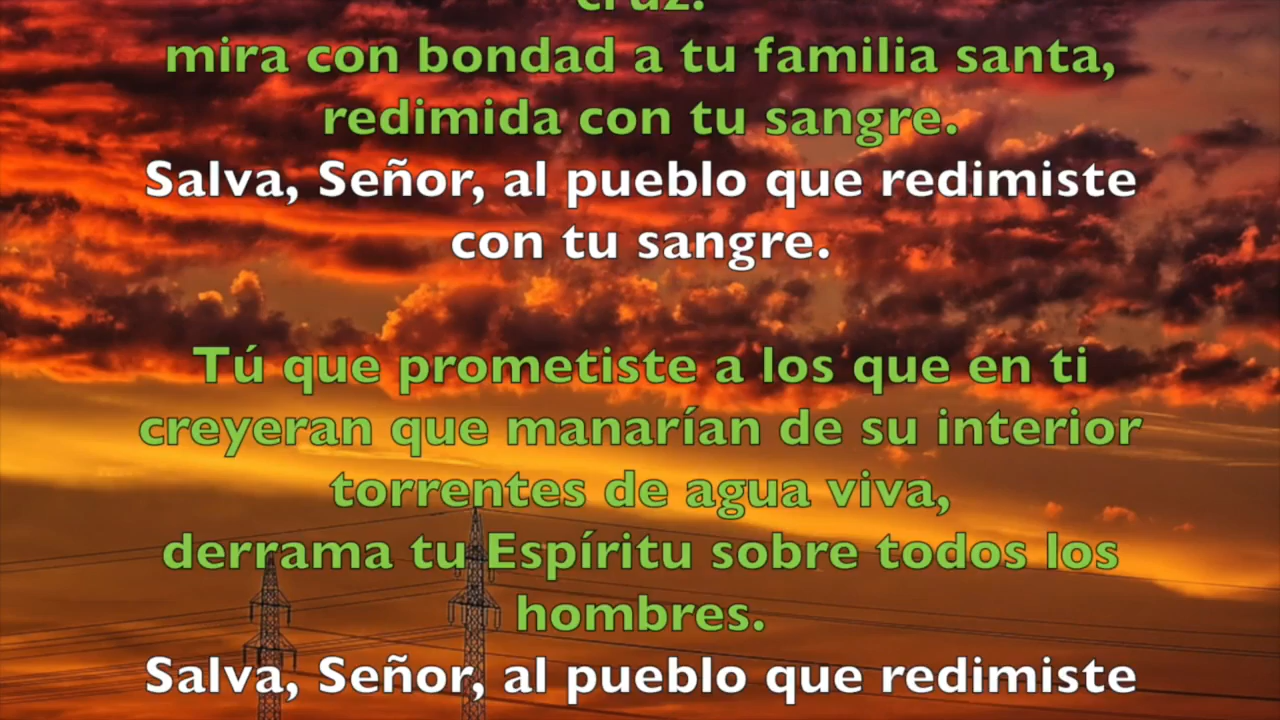 cruz:
mira con bondad a tu familia santa,
redimida con tu sangre.
Salva, Señor, al pueblo que redimiste
con tu sangre.
Tú que prometiste a los que en ti
creyeran que manarían de su interior
torrentes de agua viva,
derrama tu Espíritu sobre todos los
hombres.
Salva, Señor, al pueblo que redimiste